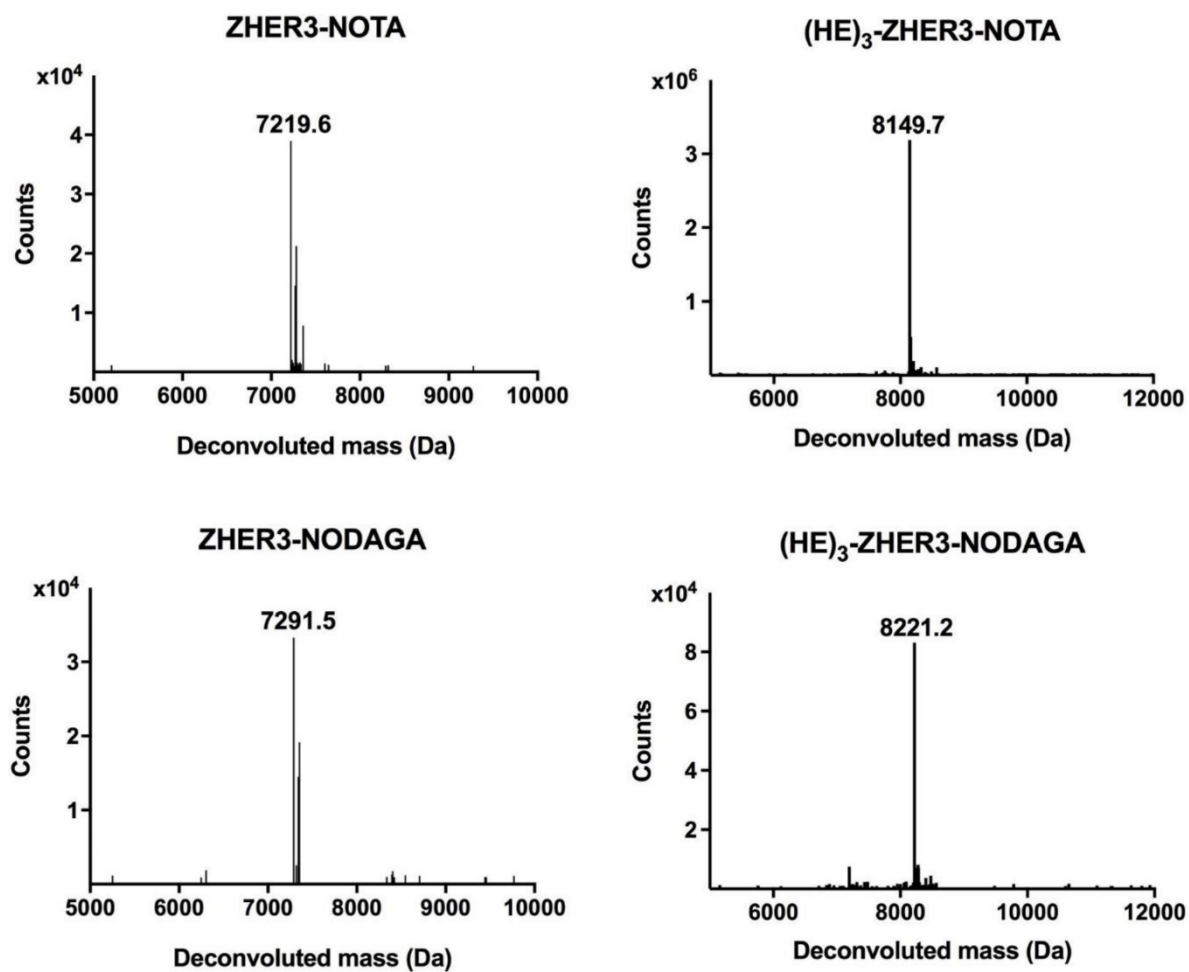 ZHER3-NOTA
x10⁴
7219.6
4
3
2
1
Counts
5000 6000 7000 8000 9000 10000
Deconvoluted mass (Da)
(HE)₃-ZHER3-NOTA
x10⁶
8149.7
3
2
1
Counts
6000 8000 10000 12000
Deconvoluted mass (Da)
ZHER3-NODAGA
x10⁴
7291.5
3
2
1
Counts
5000 6000 7000 8000 9000 10000
Deconvoluted mass (Da)
(HE)₃-ZHER3-NODAGA
x10⁴
8221.2
8
6
4
2
Counts
6000 8000 10000 12000
Deconvoluted mass (Da)